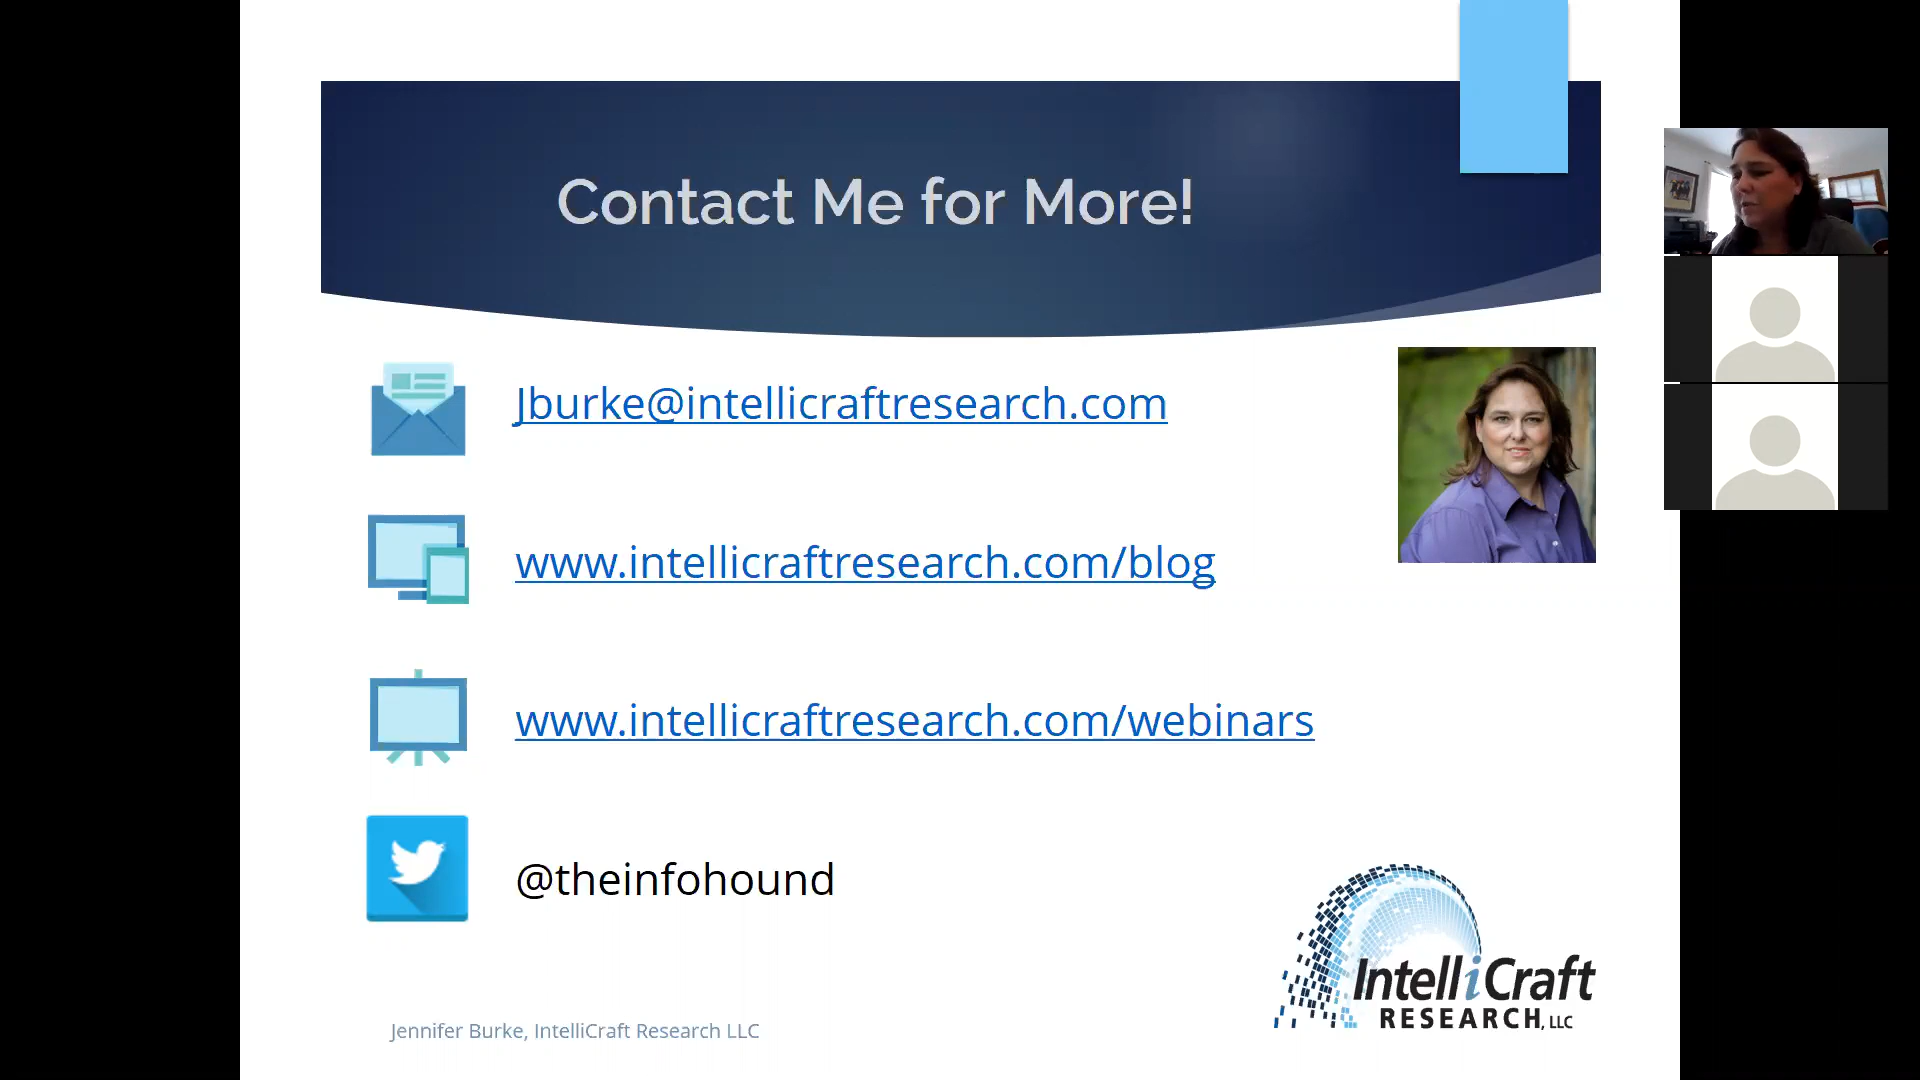 Contact Me for More!
Jburke@intellicraftresearch.com
www.intellicraftresearch.com/blog
www.intellicraftresearch.com/webinars
@theinfohound
IntelliCraft
RESEARCH, LLC
Jennifer Burke, IntelliCraft Research LLC